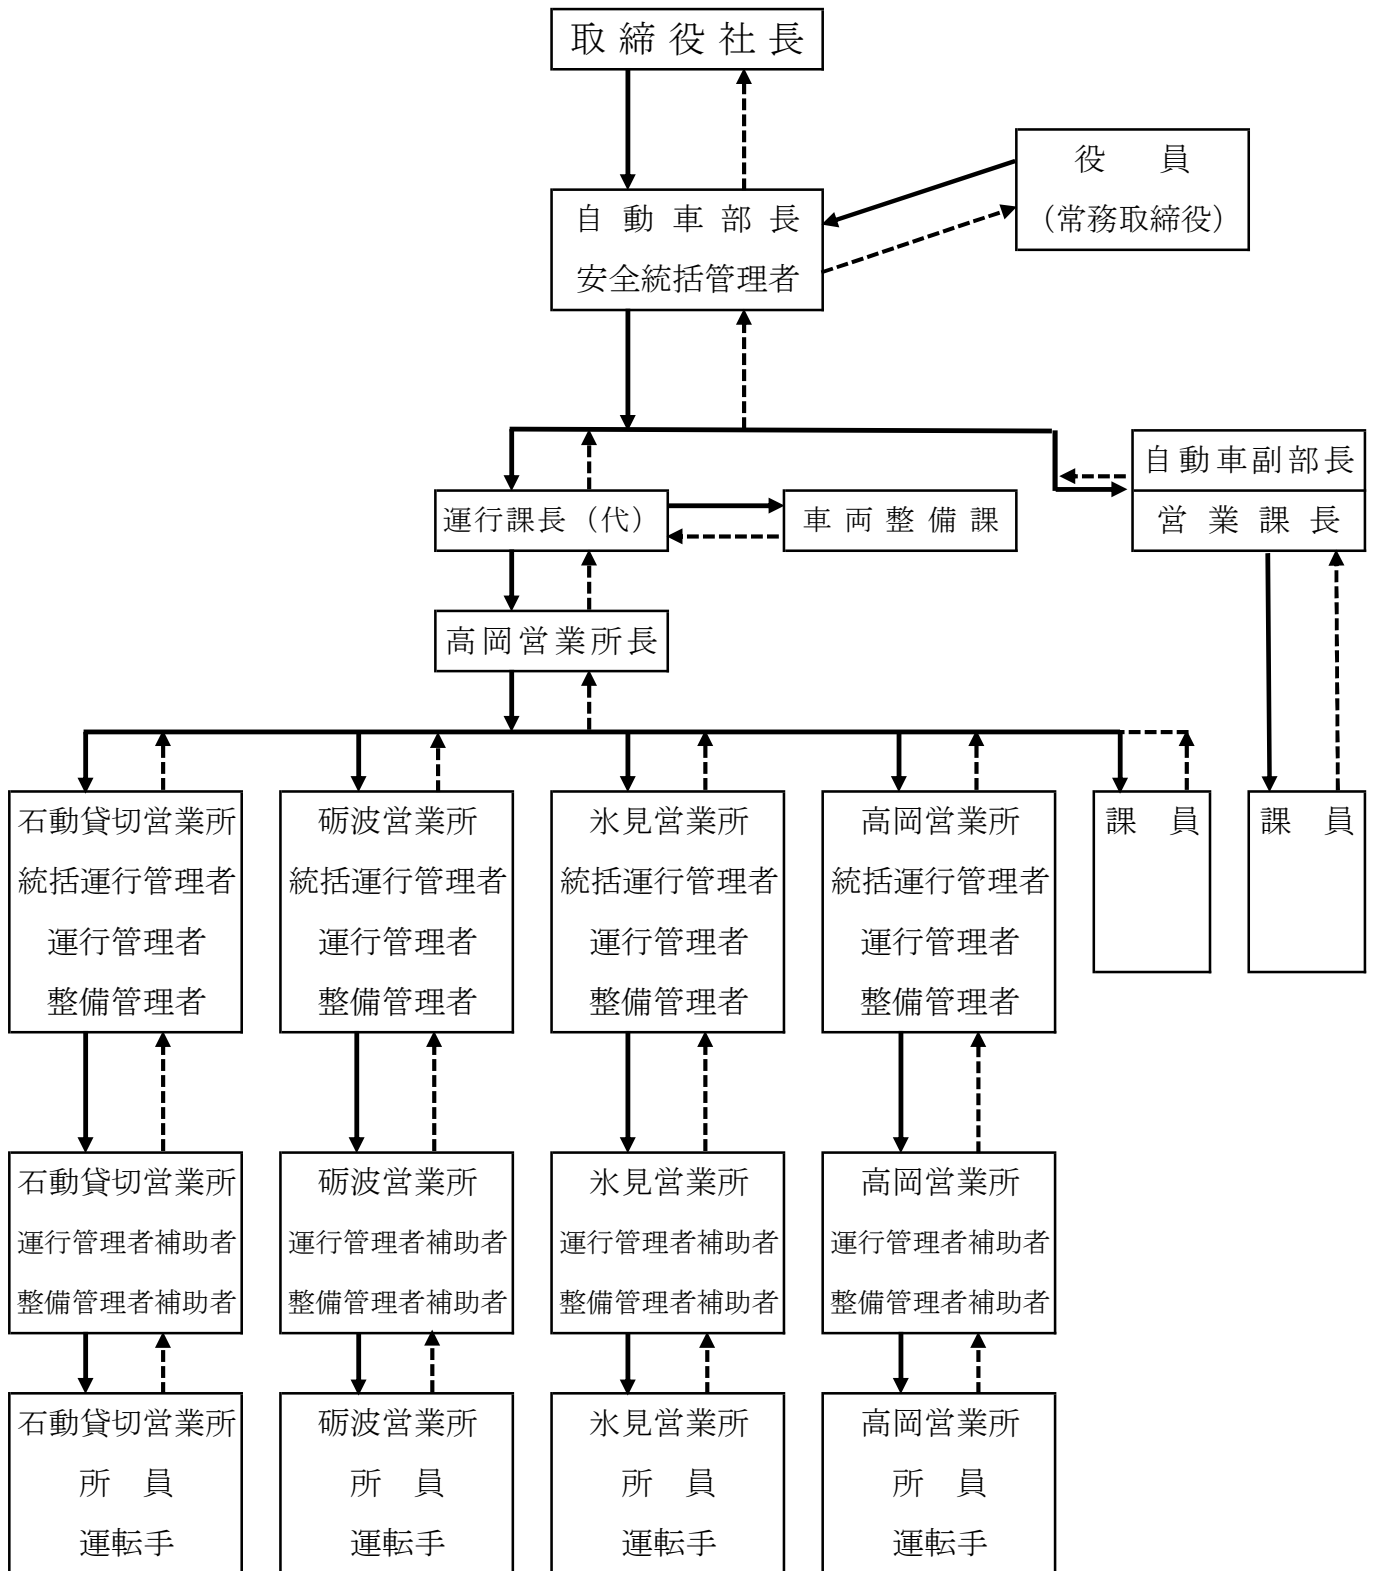 取締役社長
役員
（常務取締役）
自動車部長
安全統括管理者
自動車副部長
営業課長
運行課長（代）
車両整備課
高岡営業所長
石動貸切営業所
統括運行管理者
運行管理者
整備管理者
砺波営業所
統括運行管理者
運行管理者
整備管理者
氷見営業所
統括運行管理者
運行管理者
整備管理者
高岡営業所
統括運行管理者
運行管理者
整備管理者
課員
課員
石動貸切営業所
運行管理者補助者
整備管理者補助者
砺波営業所
運行管理者補助者
整備管理者補助者
氷見営業所
運行管理者補助者
整備管理者補助者
高岡営業所
運行管理者補助者
整備管理者補助者
石動貸切営業所
所員
運転手
砺波営業所
所員
運転手
氷見営業所
所員
運転手
高岡営業所
所員
運転手